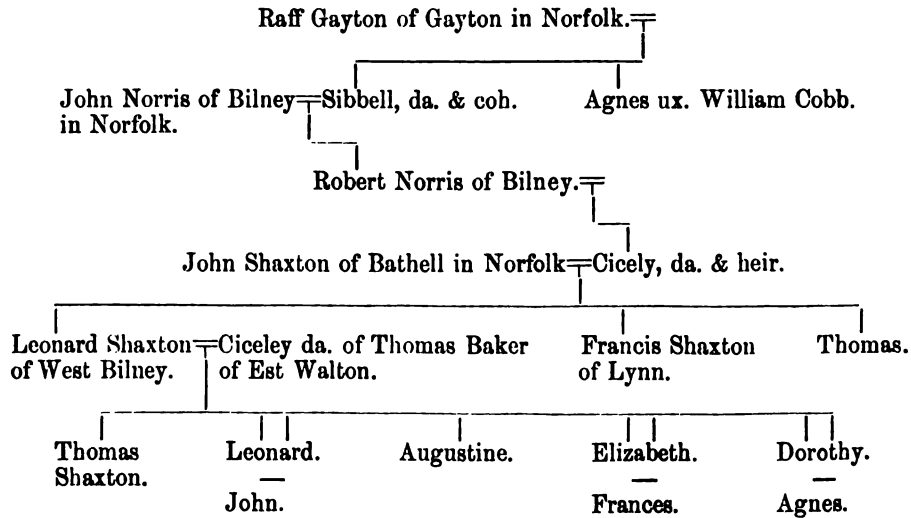 Raff Gayton of Gayton in Norfolk.
John Norris of Bilney=Sibbell, da. & coh. Agnes ux. William Cobb.
in Norfolk.
Robert Norris of Bilney.
John Shaxton of Bathell in Norfolk=Cicely, da. & heir.
Leonard Shaxton=Ciceley da. of Thomas Baker Francis Shaxton Thomas.
of West Bilney. of Est Walton. of Lynn.
Thomas Leonard. Augustine. Elizabeth. Dorothy.
Shaxton. — — —
John. Frances. Agnes.